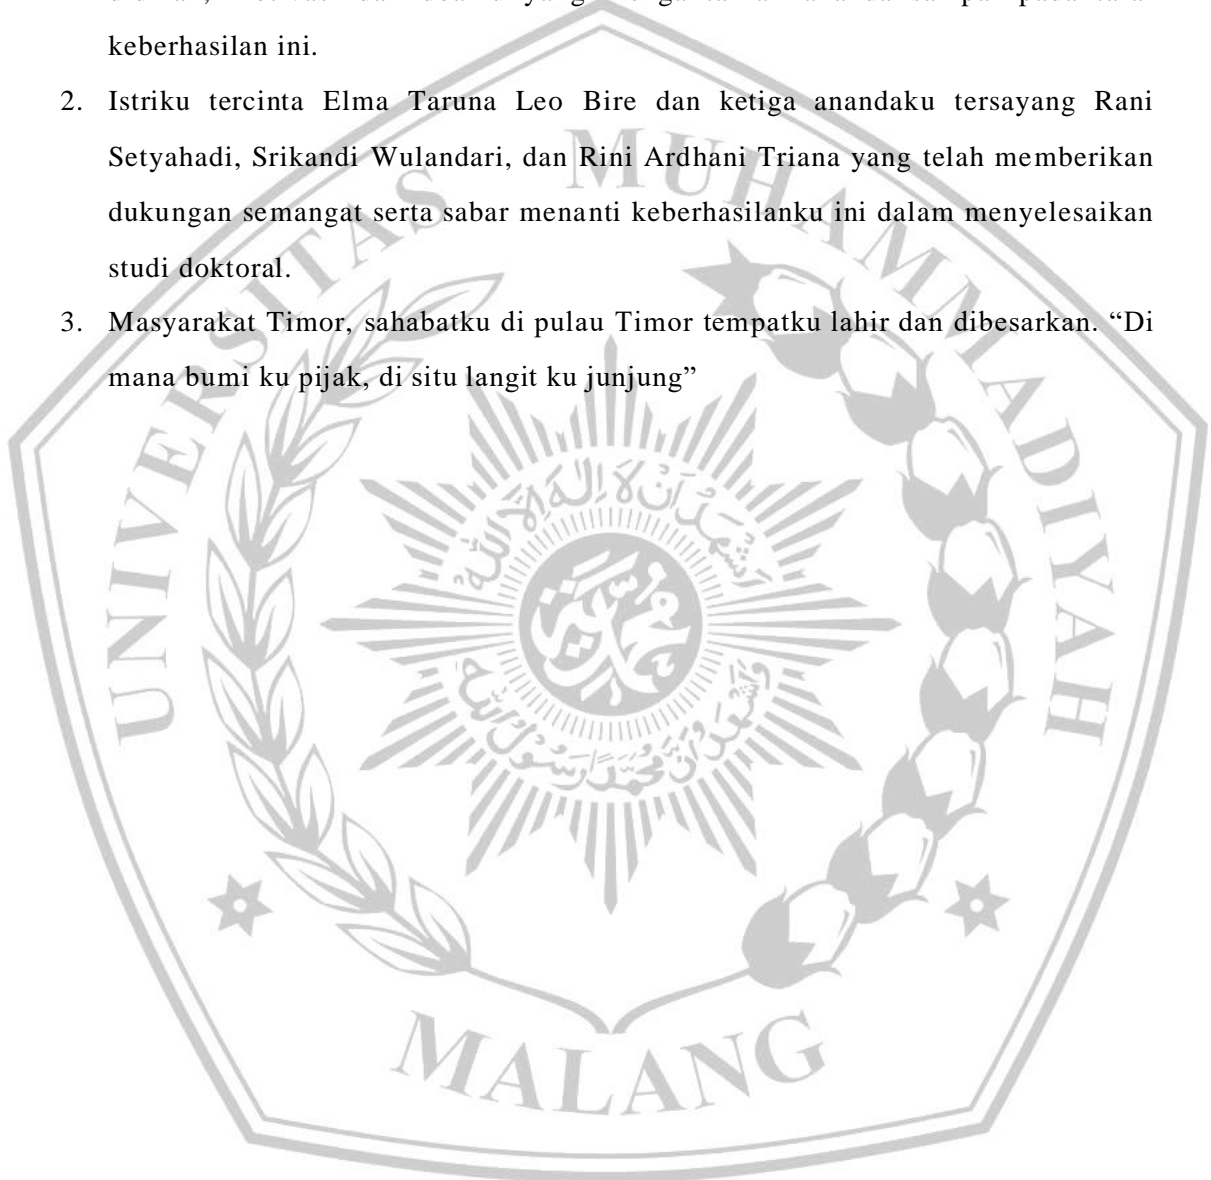 keberhasilan ini.
2. Istriku tercinta Elma Taruna Leo Bire dan ketiga anandaku tersayang Rani
Setyahadi, Srikandi Wulandari, dan Rini Ardhani Triana yang telah memberikan
dukungan semangat serta sabar menanti keberhasilanku ini dalam menyelesaikan
studi doktoral.
3. Masyarakat Timor, sahabatku di pulau Timor tempatku lahir dan dibesarkan. “Di
mana bumi ku pijak, di situ langit ku junjung”
UNIVERSITAS MUHAMMADIYAH
MALANG